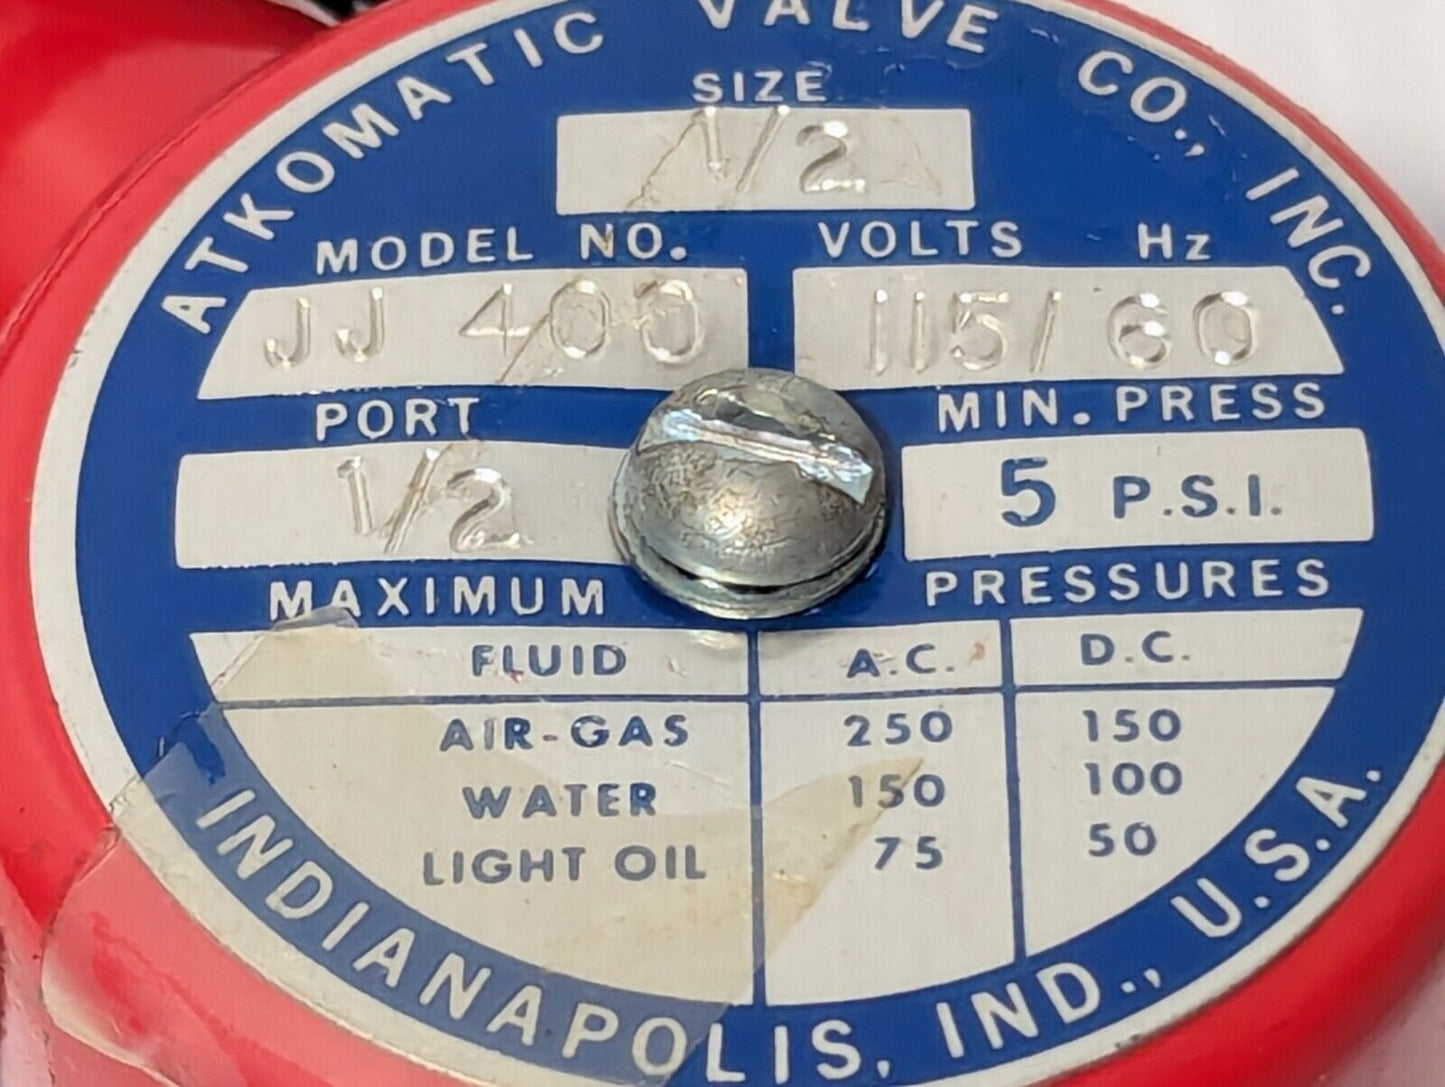 ATKOMATIC VALVE CO., INC.
SIZE
1/2
MODEL NO. VOLTS Hz
JJ 400 115/60
PORT MIN. PRESS
1/2 5 P.S.I.
MAXIMUM PRESSURES
FLUID A.C. D.C.
AIR-GAS 250 150
WATER 150 100
LIGHT OIL 75 50
INDIANAPOLIS, IND., U.S.A.